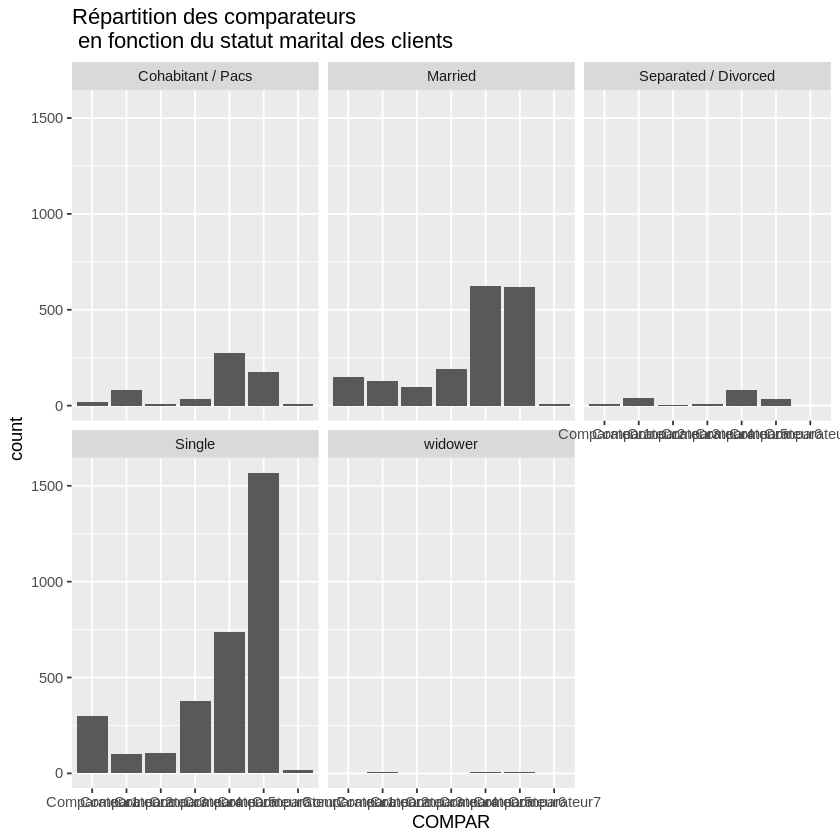 Répartition des comparateurs
en fonction du statut marital des clients
Cohabitant / Pacs
Married
Separated / Divorced
1500
1000
500
0
count
Single
widower
1500
1000
500
0
COMPAR